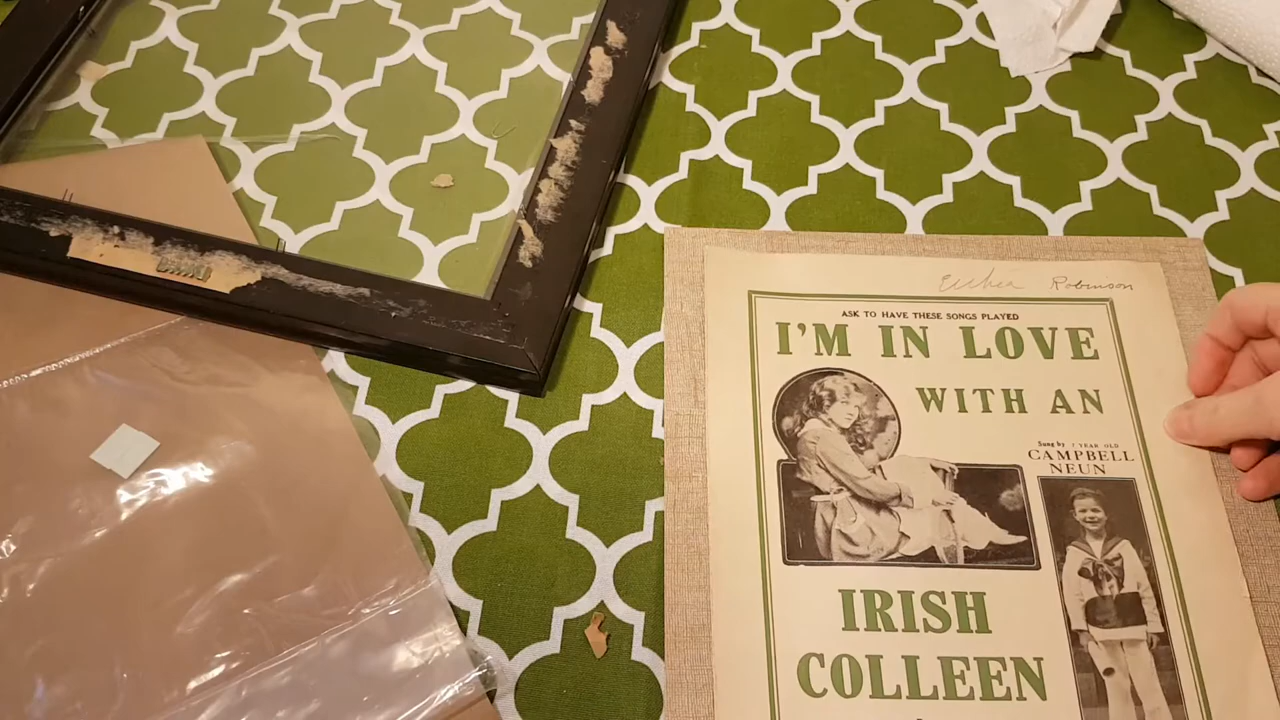 Robinson
ASK TO HAVE THESE SONGS PLAYED
I'M IN LOVE
WITH AN
Sung by 7 YEAR OLD
CAMPBELL
NEUN
IRISH
COLLEEN